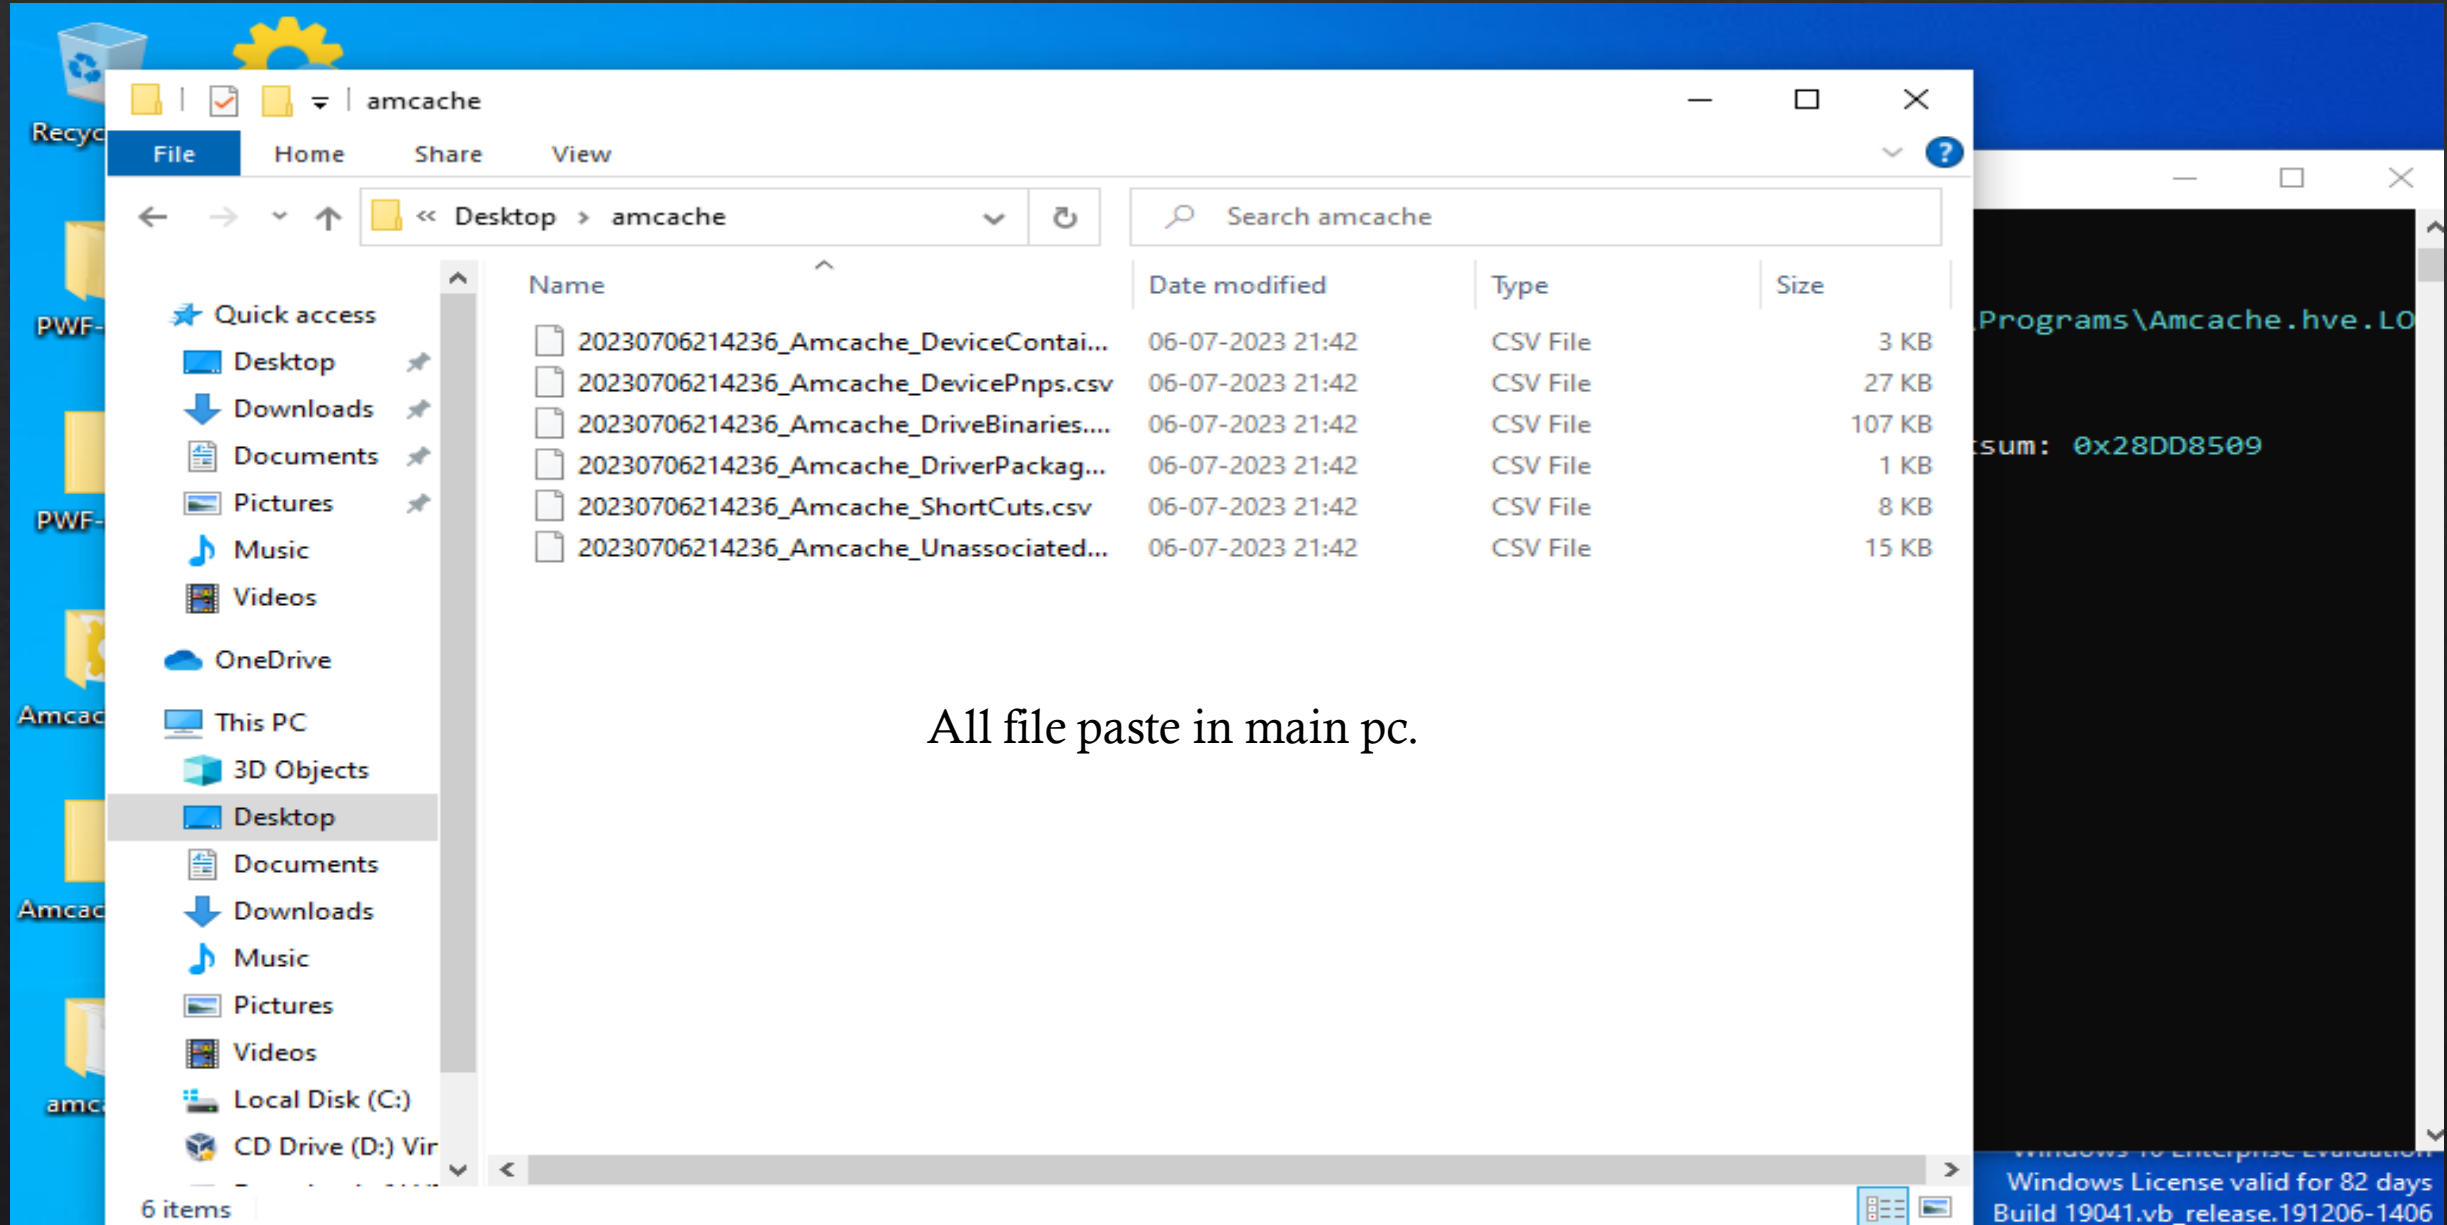 Recyc
amcache
File Home Share View
?
« Desktop > amcache
Search amcache
Name Date modified Type Size
Quick access
Desktop
Downloads
Documents
Pictures
Music
Videos
OneDrive
This PC
3D Objects
Desktop
Documents
Downloads
Music
Pictures
Videos
Local Disk (C:)
CD Drive (D:) Vir
20230706214236_Amcache_DeviceContai... 06-07-2023 21:42 CSV File 3 KB
20230706214236_Amcache_DevicePnps.csv 06-07-2023 21:42 CSV File 27 KB
20230706214236_Amcache_DriveBinaries.... 06-07-2023 21:42 CSV File 107 KB
20230706214236_Amcache_DriverPackag... 06-07-2023 21:42 CSV File 1 KB
20230706214236_Amcache_ShortCuts.csv 06-07-2023 21:42 CSV File 8 KB
20230706214236_Amcache_Unassociated... 06-07-2023 21:42 CSV File 15 KB
All file paste in main pc.
6 items
PWF-
PWF-
Amcac
Amcac
amca
\Programs\Amcache.hve.LO
sum: 0x28DD8509
Windows 10 Enterprise Evaluation
Windows License valid for 82 days
Build 19041.vb_release.191206-1406